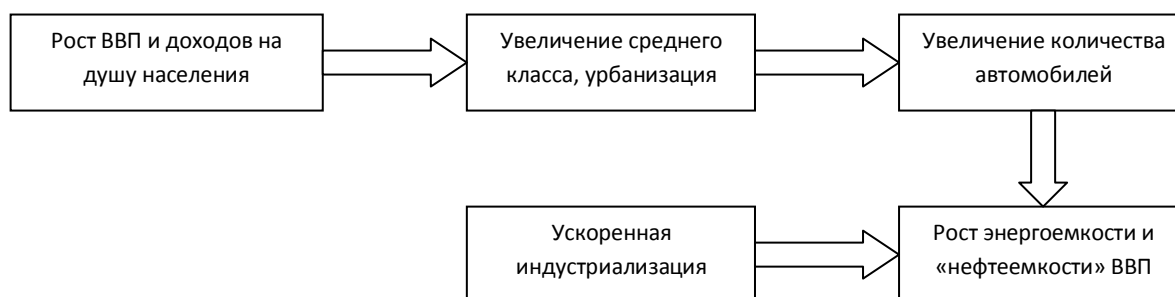 Рост ВВП и доходов на
душу населения
Увеличение среднего
класса, урбанизация
Увеличение количества
автомобилей
Ускоренная
индустриализация
Рост энергоемкости и
«нефтеемкости» ВВП